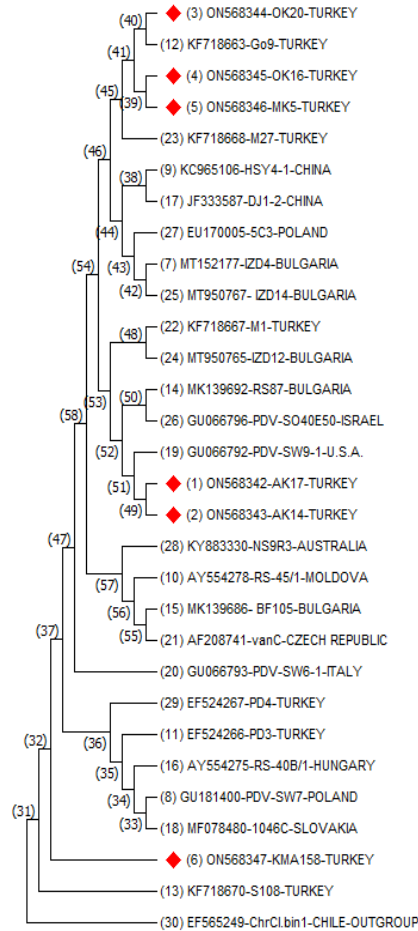 (40)
(3) ON568344-OK20-TURKEY
(12) KF718663-Go9-TURKEY
(41)
(4) ON568345-OK16-TURKEY
(39)
(5) ON568346-MK5-TURKEY
(45)
(23) KF718668-M27-TURKEY
(46)
(9) KC965106-HSY4-1-CHINA
(38)
(17) JF333587-DJ1-2-CHINA
(44)
(27) EU170005-5C3-POLAND
(43)
(7) MT152177-IZD4-BULGARIA
(42)
(25) MT950767- IZD14-BULGARIA
(54)
(22) KF718667-M1-TURKEY
(48)
(24) MT950765-IZD12-BULGARIA
(53)
(14) MK139692-RS87-BULGARIA
(50)
(26) GU066796-PDV-SO40E50-ISRAEL
(52)
(19) GU066792-PDV-SW9-1-U.S.A.
(51)
(1) ON568342-AK17-TURKEY
(49)
(2) ON568343-AK14-TURKEY
(58)
(28) KY883330-NS9R3-AUSTRALIA
(57)
(10) AY554278-RS-45/1-MOLDOVA
(56)
(15) MK139686- BF105-BULGARIA
(55)
(21) AF208741-vanC-CZECH REPUBLIC
(47)
(20) GU066793-PDV-SW6-1-ITALY
(37)
(29) EF524267-PD4-TURKEY
(36)
(11) EF524266-PD3-TURKEY
(35)
(16) AY554275-RS-40B/1-HUNGARY
(34)
(8) GU181400-PDV-SW7-POLAND
(33)
(18) MF078480-1046C-SLOVAKIA
(32)
(6) ON568347-KMA158-TURKEY
(31)
(13) KF718670-S108-TURKEY
(30) EF565249-ChrCl.bin1-CHILE-OUTGROUP